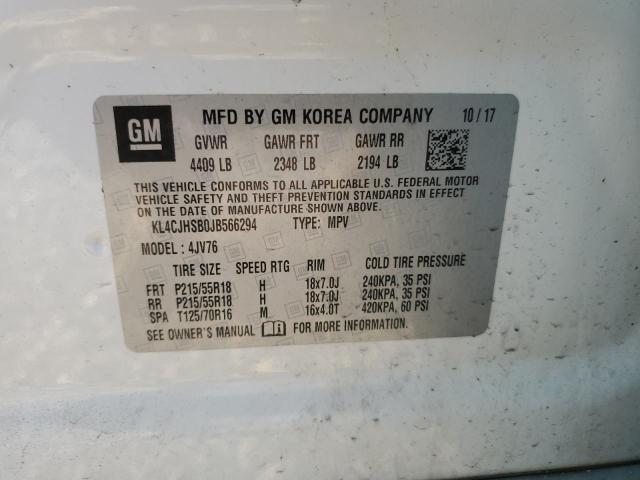 GM
MFD BY GM KOREA COMPANY 10/17
GVWR GAWR FRT GAWR RR
4409 LB 2348 LB 2194 LB
THIS VEHICLE CONFORMS TO ALL APPLICABLE U.S. FEDERAL MOTOR
VEHICLE SAFETY AND THEFT PREVENTION STANDARDS IN EFFECT
ON THE DATE OF MANUFACTURE SHOWN ABOVE.
KL4CJHSB0JB566294 TYPE: MPV
MODEL: 4JV76
TIRE SIZE SPEED RTG RIM COLD TIRE PRESSURE
FRT P215/55R18 H 18x7.0J 240KPA, 35 PSI
RR P215/55R18 H 18x7.0J 240KPA, 35 PSI
SPA T125/70R16 M 16x4.0T 420KPA, 60 PSI
SEE OWNER'S MANUAL FOR MORE INFORMATION.